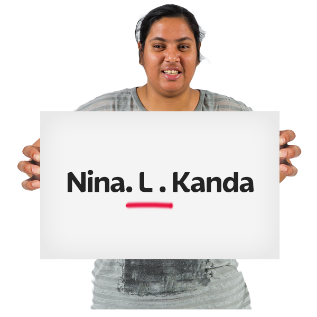 Nina. L . Kanda